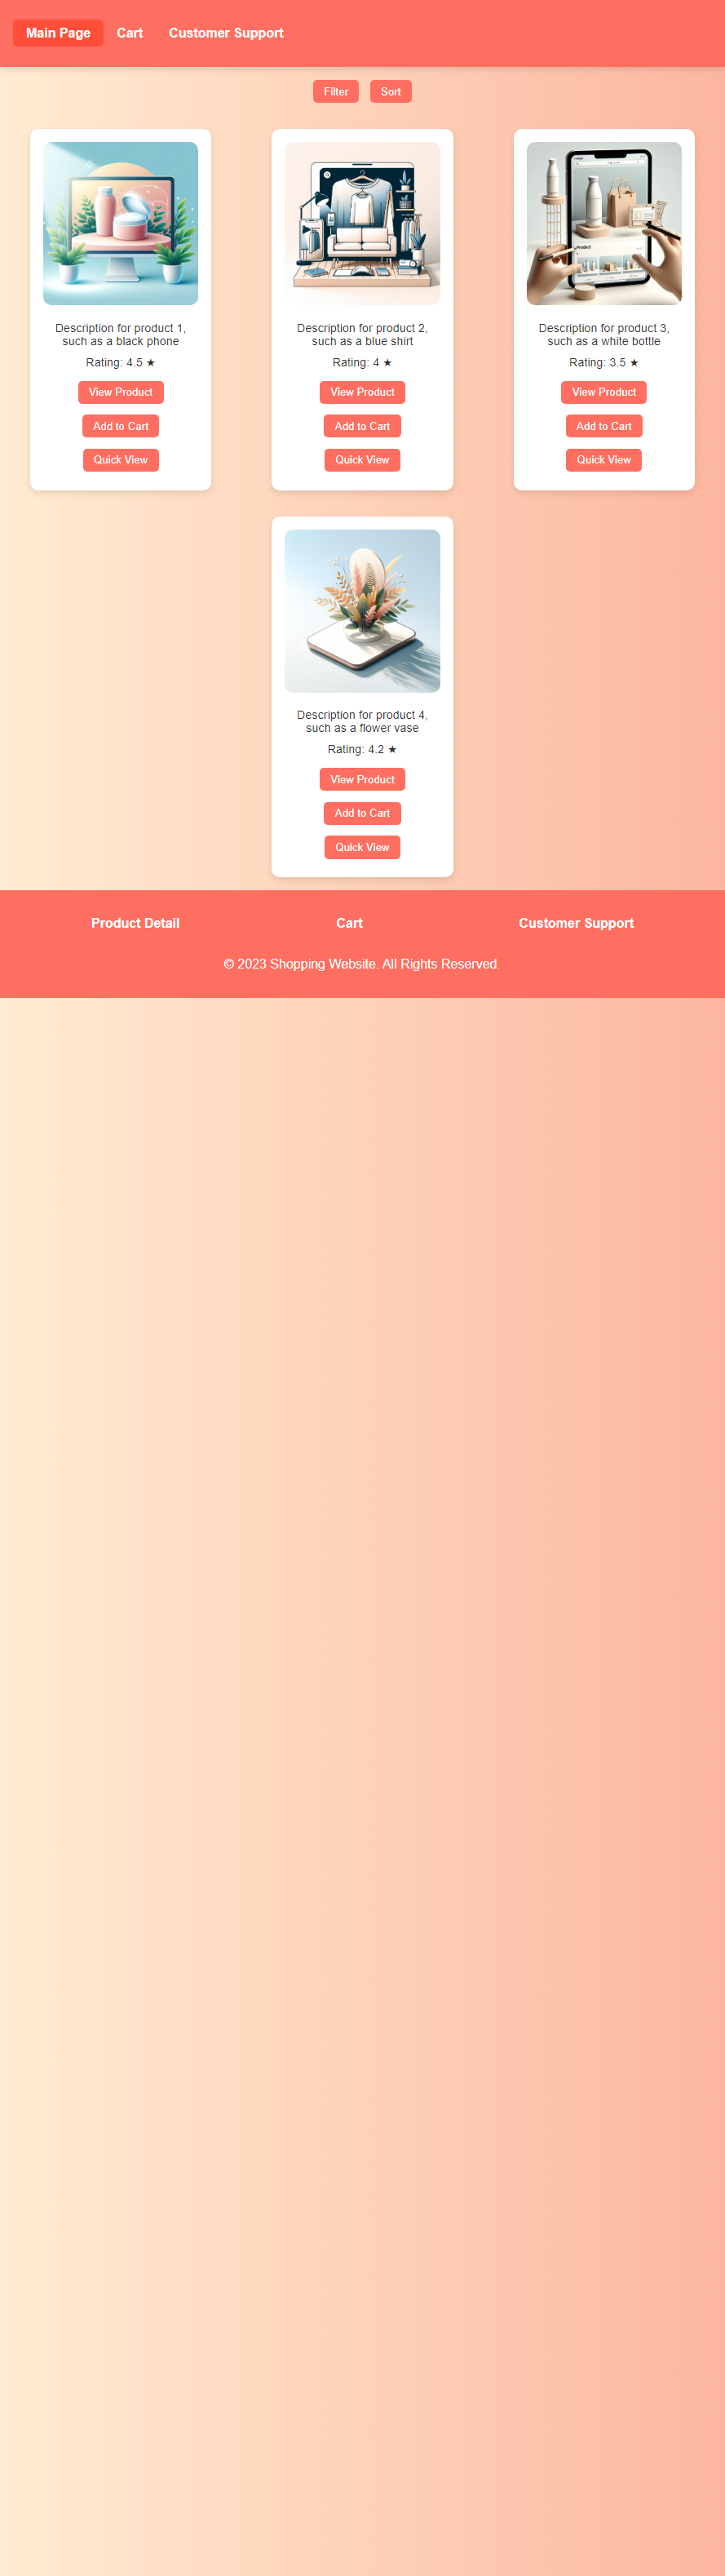 Main Page Cart Customer Support
Filter Sort
Description for product 1,
such as a black phone
Rating: 4.5 ★
View Product
Add to Cart
Quick View
Description for product 2,
such as a blue shirt
Rating: 4 ★
View Product
Add to Cart
Quick View
Product
Description for product 3,
such as a white bottle
Rating: 3.5 ★
View Product
Add to Cart
Quick View
Description for product 4,
such as a flower vase
Rating: 4.2 ★
View Product
Add to Cart
Quick View
Product Detail Cart Customer Support
© 2023 Shopping Website. All Rights Reserved.